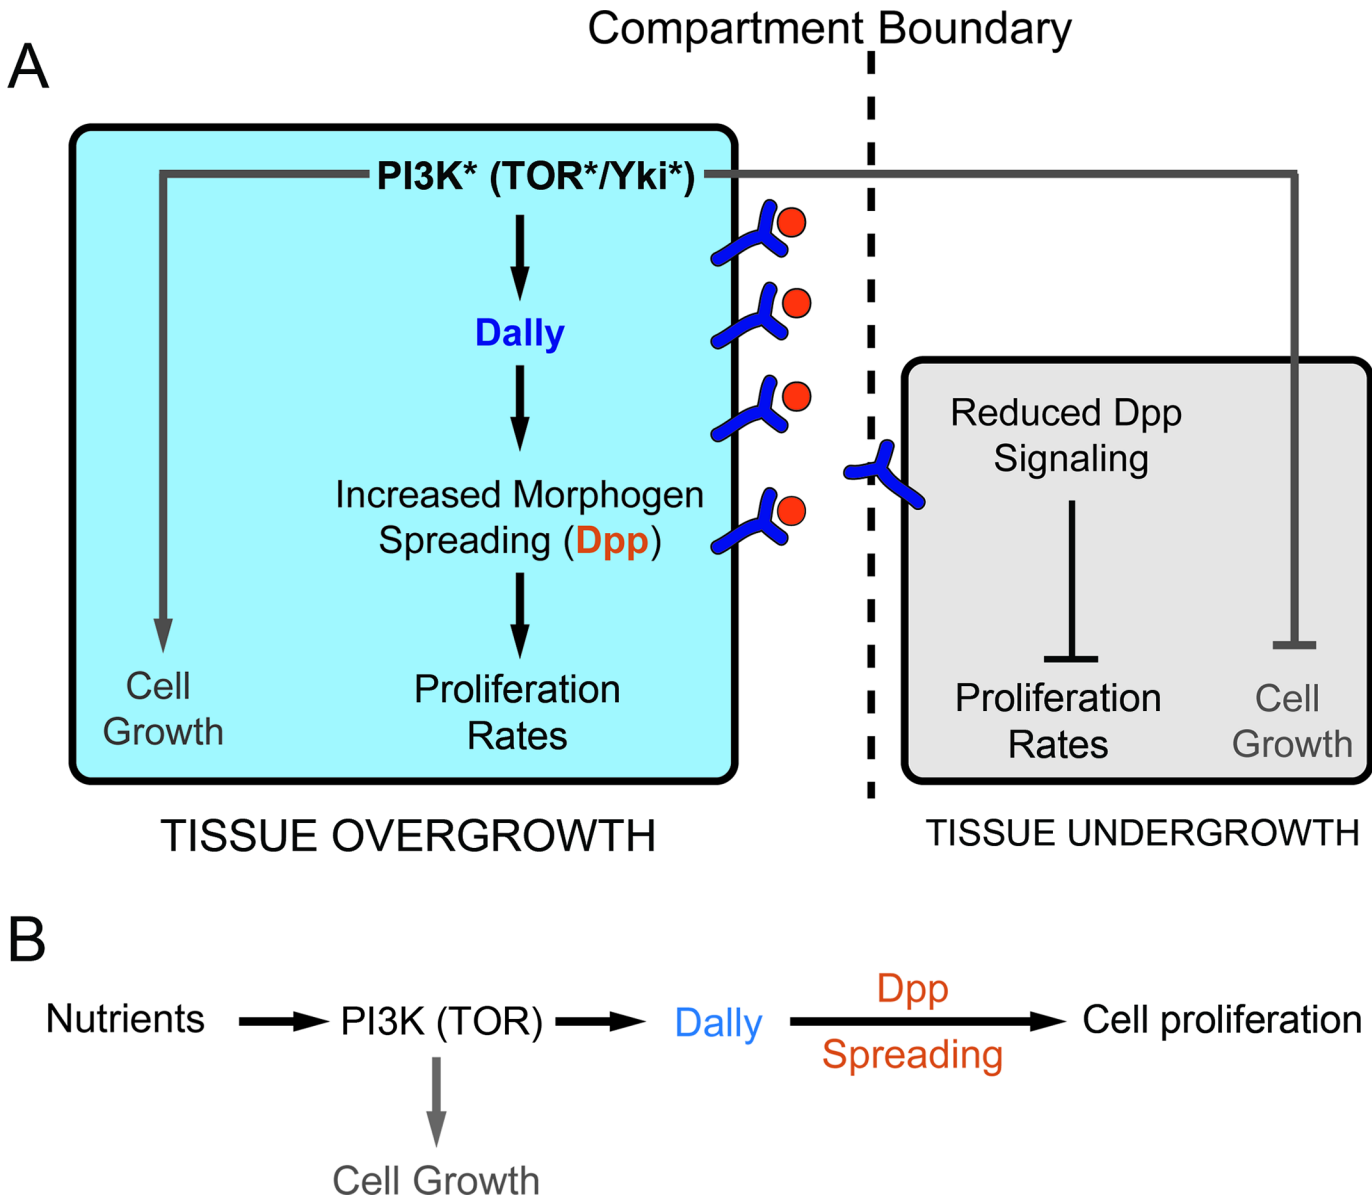 A
Compartment Boundary
PI3K* (TOR*/Yki*)
Dally
Increased Morphogen
Spreading (Dpp)
Cell
Growth
Proliferation
Rates
Reduced Dpp
Signaling
Proliferation
Rates
Cell
Growth
TISSUE OVERGROWTH
TISSUE UNDERGROWTH
B
Nutrients
PI3K (TOR)
Dally
Dpp
Spreading
Cell proliferation
Cell Growth